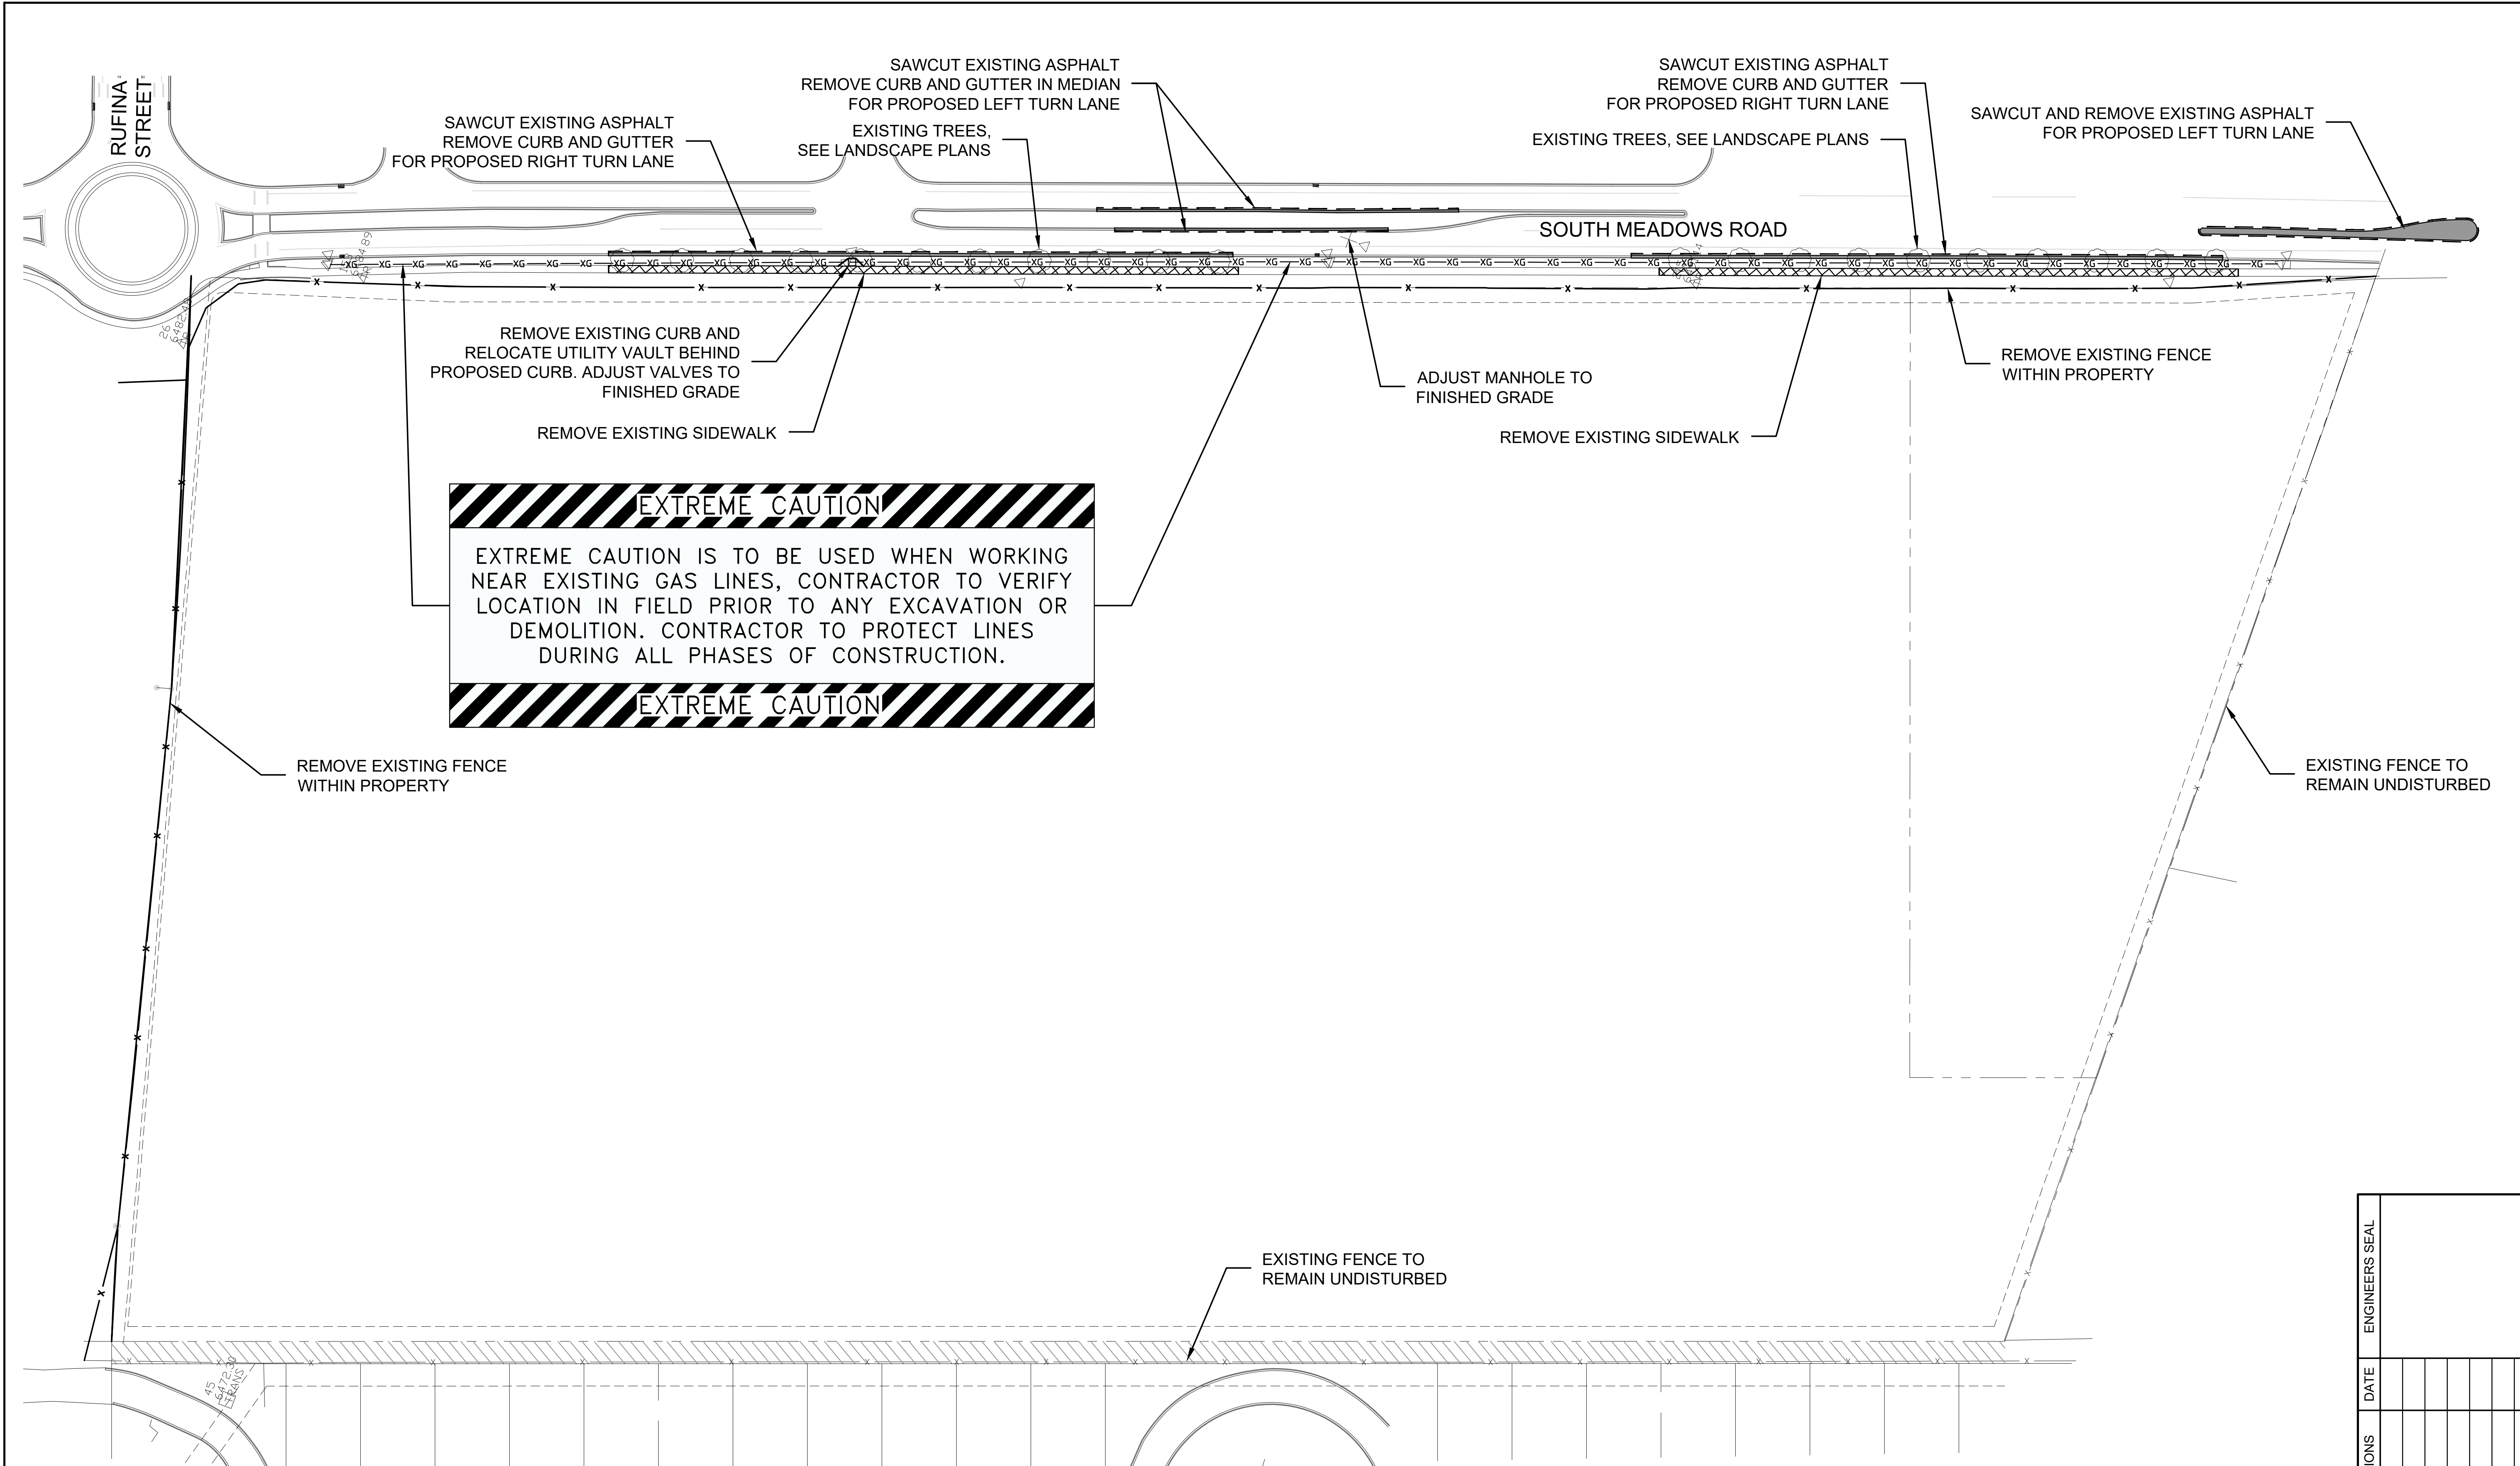 RUFINA
STREET
SAWCUT EXISTING ASPHALT
REMOVE CURB AND GUTTER
FOR PROPOSED RIGHT TURN LANE
SAWCUT EXISTING ASPHALT
REMOVE CURB AND GUTTER IN MEDIAN
FOR PROPOSED LEFT TURN LANE
EXISTING TREES,
SEE LANDSCAPE PLANS
SAWCUT EXISTING ASPHALT
REMOVE CURB AND GUTTER
FOR PROPOSED RIGHT TURN LANE
EXISTING TREES, SEE LANDSCAPE PLANS
SAWCUT AND REMOVE EXISTING ASPHALT
FOR PROPOSED LEFT TURN LANE
SOUTH MEADOWS ROAD
REMOVE EXISTING CURB AND
RELOCATE UTILITY VAULT BEHIND
PROPOSED CURB. ADJUST VALVES TO
FINISHED GRADE
REMOVE EXISTING SIDEWALK
ADJUST MANHOLE TO
FINISHED GRADE
REMOVE EXISTING SIDEWALK
REMOVE EXISTING FENCE
WITHIN PROPERTY
EXTREME CAUTION
EXTREME CAUTION IS TO BE USED WHEN WORKING
NEAR EXISTING GAS LINES, CONTRACTOR TO VERIFY
LOCATION IN FIELD PRIOR TO ANY EXCAVATION OR
DEMOLITION. CONTRACTOR TO PROTECT LINES
DURING ALL PHASES OF CONSTRUCTION.
EXTREME CAUTION
REMOVE EXISTING FENCE
WITHIN PROPERTY
EXISTING FENCE TO
REMAIN UNDISTURBED
EXISTING FENCE TO
REMAIN UNDISTURBED
45
6472.30
TRANS
ENGINEERS SEAL
DATE
IONS